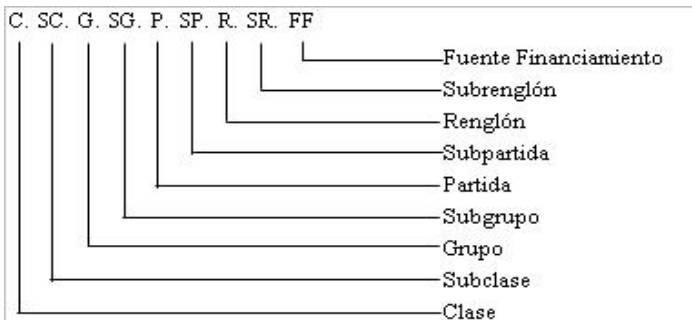 C. SC. G. SG. P. SP. R. SR. FF
Fuente Financiamiento
Subrenglón
Renglón
Subpartida
Partida
Subgrupo
Grupo
Subclase
Clase